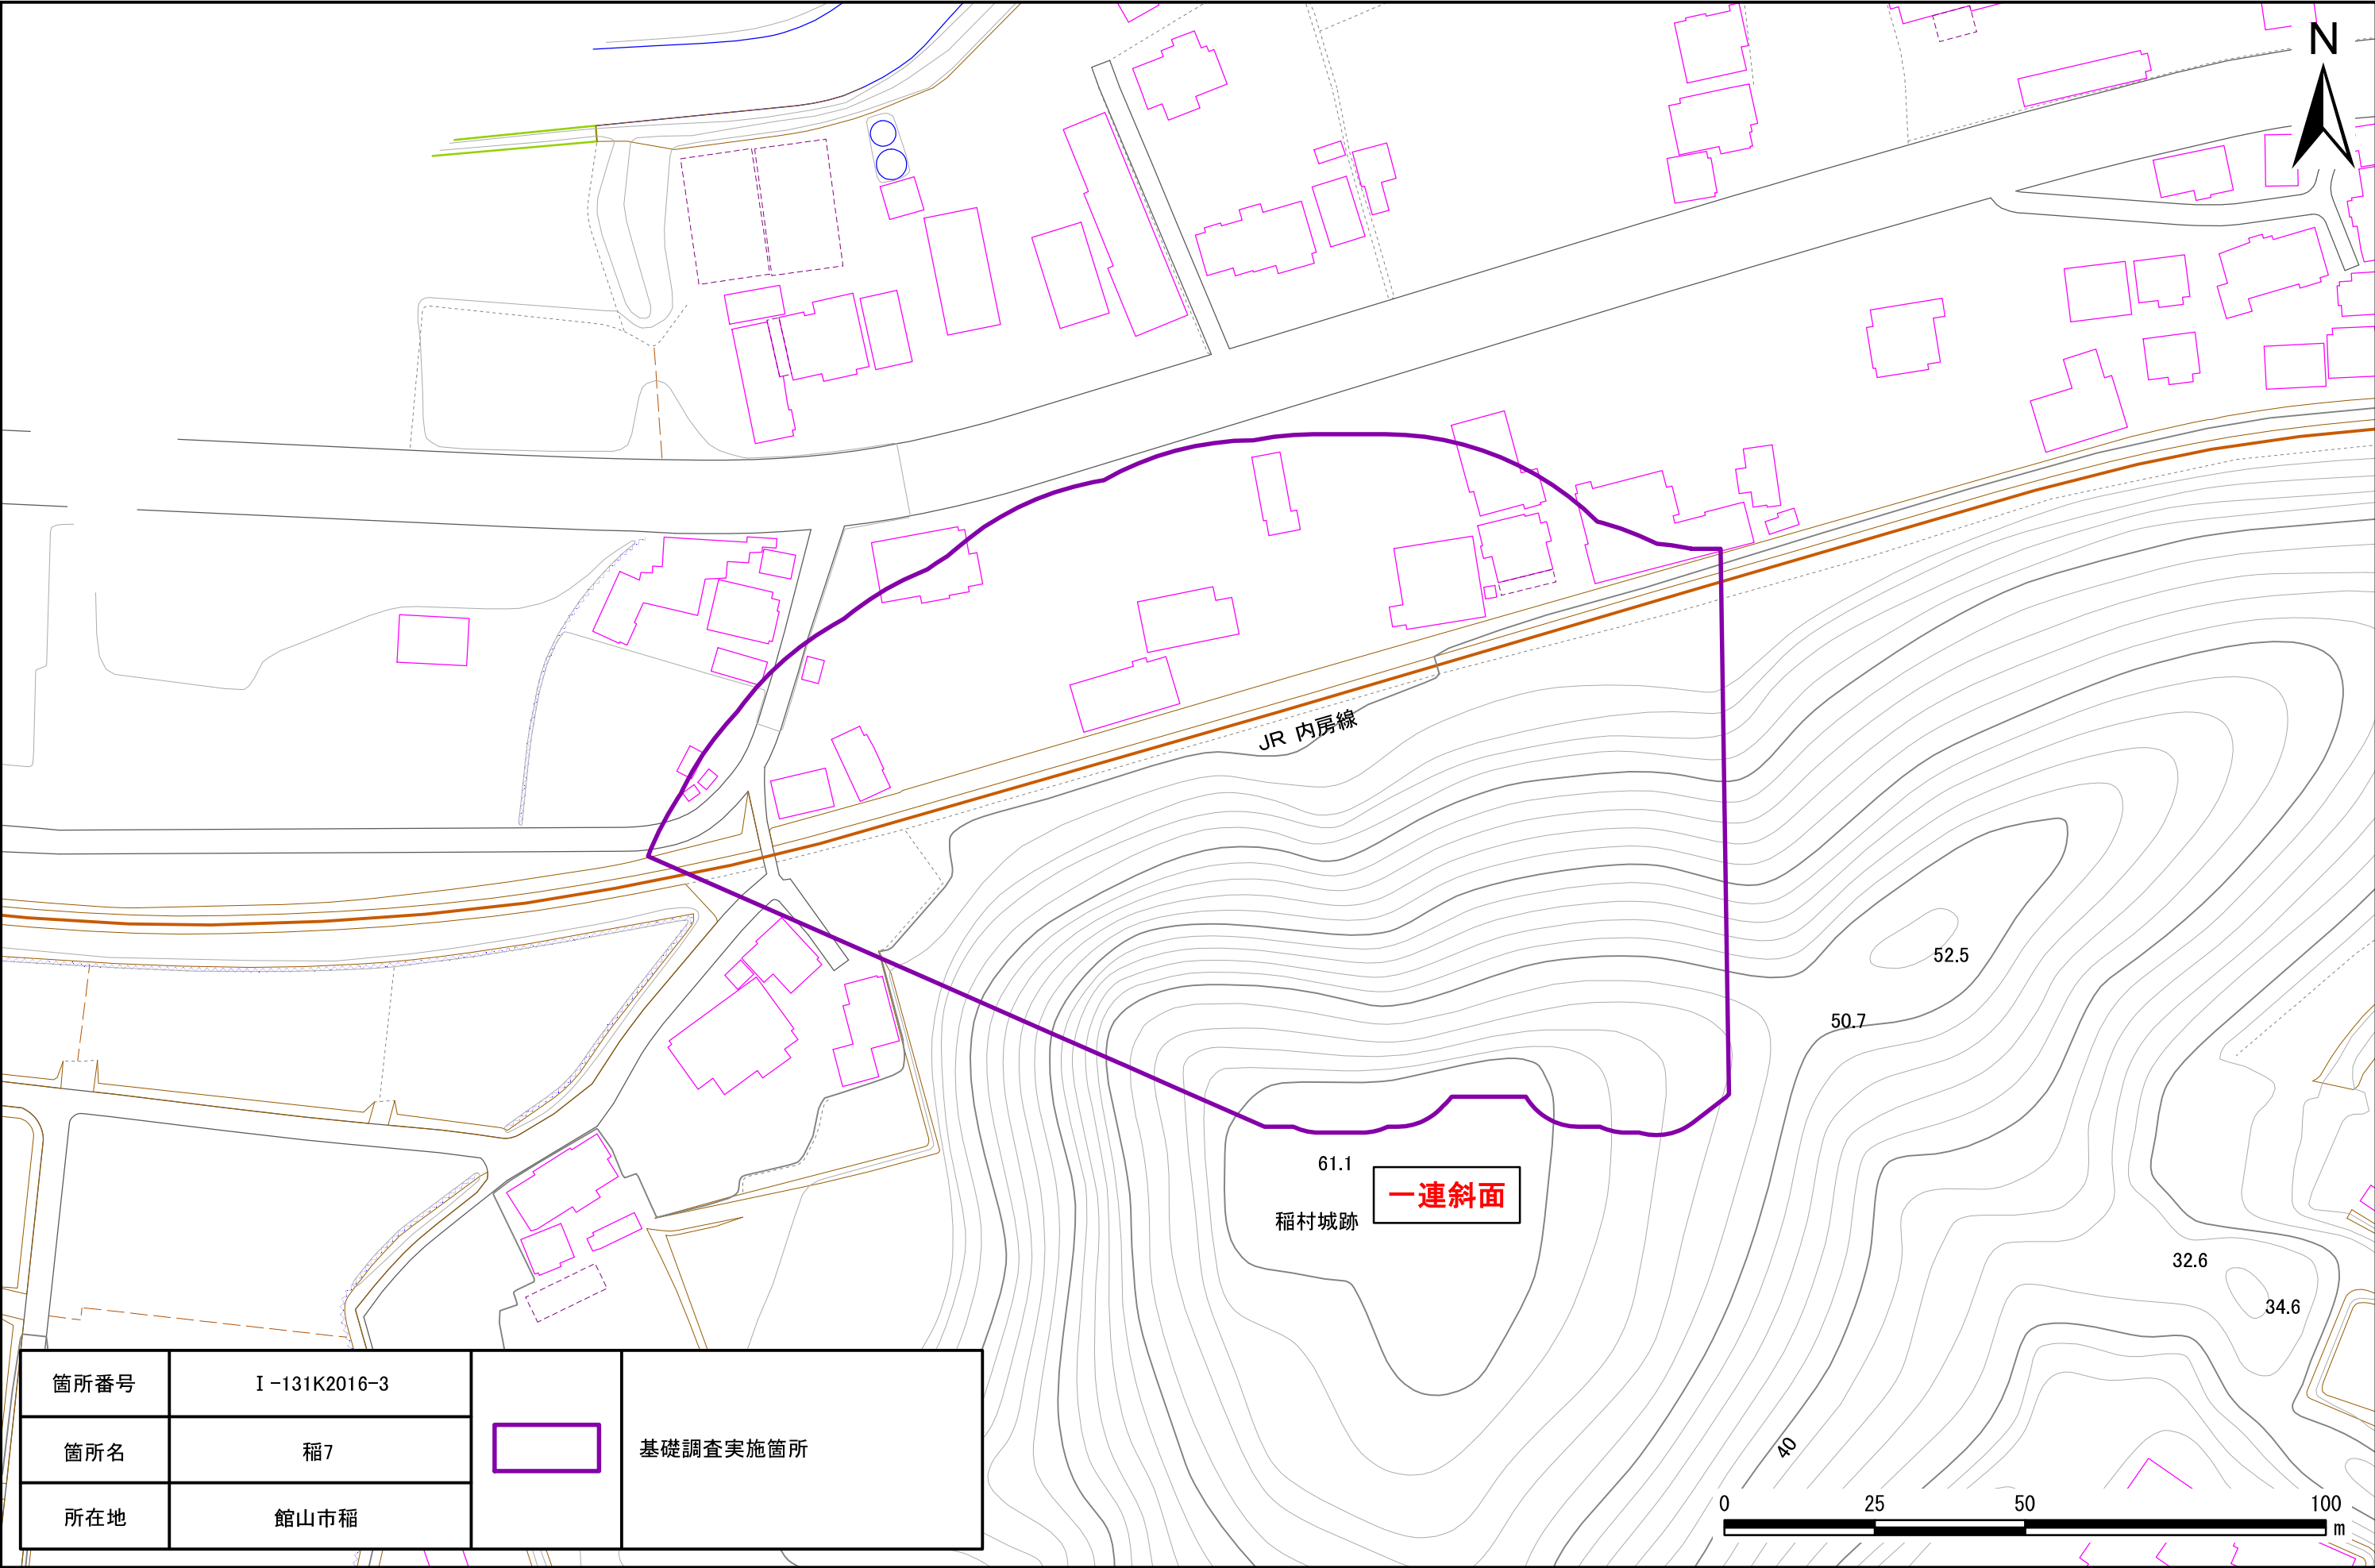 N
JR 内房線
52.5
50.7
61.1
一連斜面
稲村城跡
32.6
34.6
40
箇所番号 Ⅰ-131K2016-3
箇所名 稲7
所在地 館山市稲
基礎調査実施箇所
0 25 50 100
m